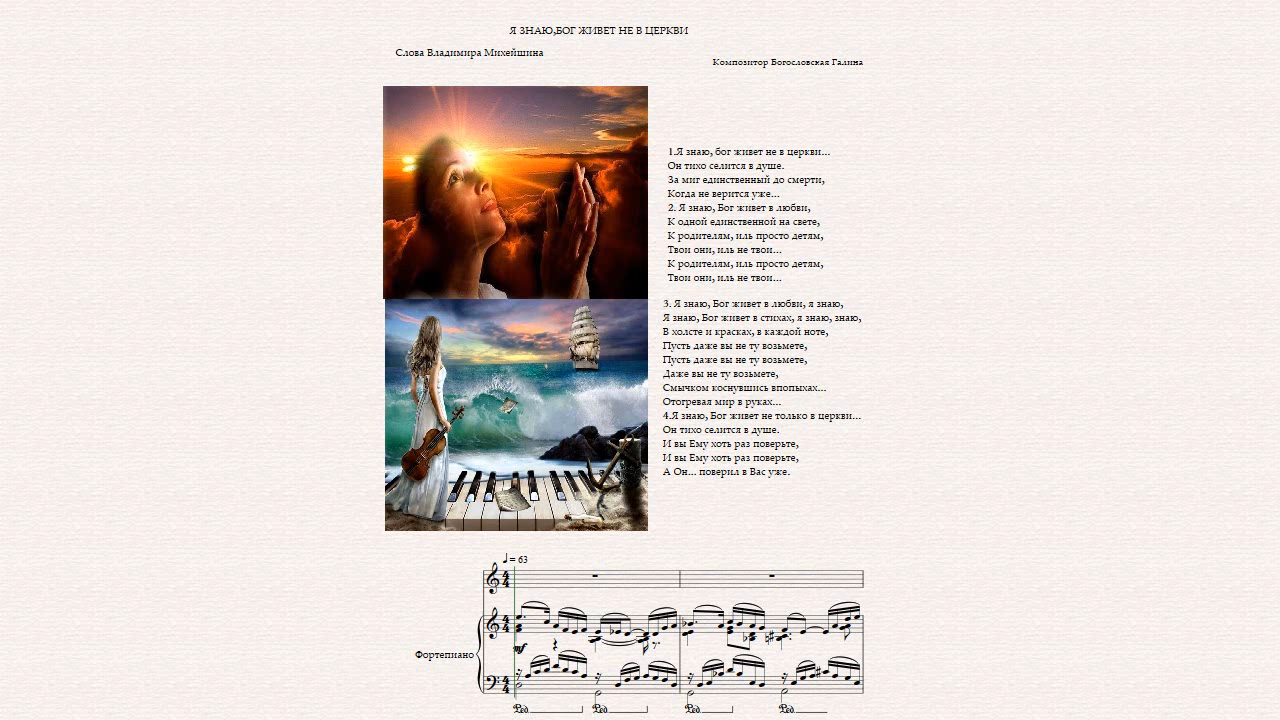 Я ЗНАЮ,БОГ ЖИВЕТ НЕ В ЦЕРКВИ
Слова Владимира Михейшина
Композитор Богословская Галина
1.Я знаю, бог живет не в церкви...
Он тихо селится в душе.
За миг единственный до смерти,
Когда не верится уже...
2. Я знаю, Бог живет в любви,
К одной единственной на свете,
К родителям, иль просто детям,
Твои они, иль не твои...
К родителям, иль просто детям,
Твои они, иль не твои...
3. Я знаю, Бог живет в любви, я знаю,
Я знаю, Бог живет в стихах, я знаю, знаю,
В холсте и красках, в каждой ноте,
Пусть даже вы не ту возьмете,
Пусть даже вы не ту возьмете,
Даже вы не ту возьмете,
Смычком коснувшись впопыхах...
Отогревая мир в руках...
4.Я знаю, Бог живет не только в церкви...
Он тихо селится в душе.
И вы Ему хоть раз поверьте,
И вы Ему хоть раз поверьте,
А Он... поверил в Вас уже.
♩ = 63
mf
Фортепиано
Ped. Ped. Ped. Ped.